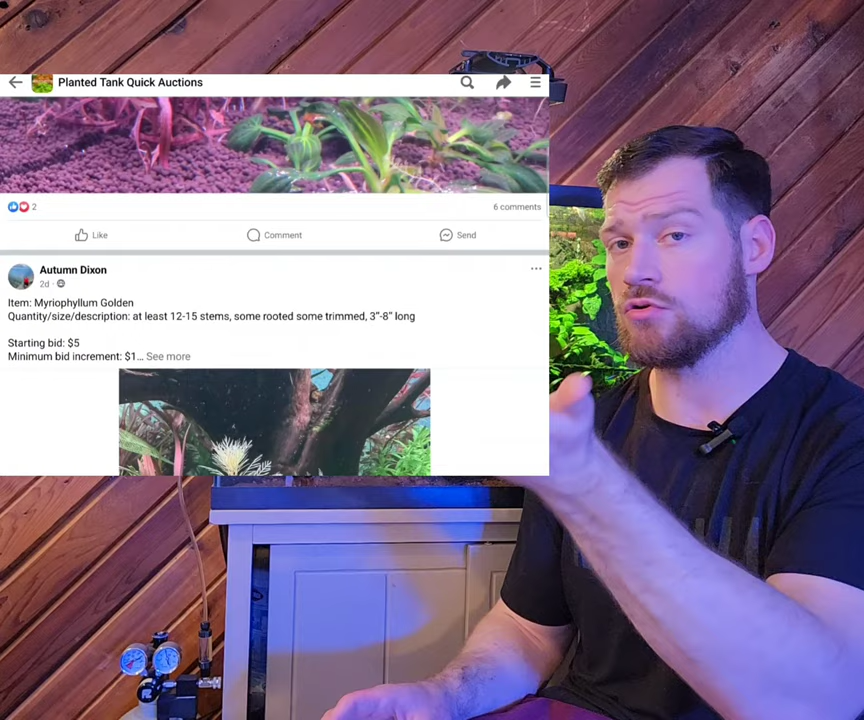 Planted Tank Quick Auctions
2
6 comments
Like
Comment
Send
Autumn Dixon
2d ·
Item: Myriophyllum Golden
Quantity/size/description: at least 12-15 stems, some rooted some trimmed, 3"-8" long
Starting bid: $5
Minimum bid increment: $1... See more